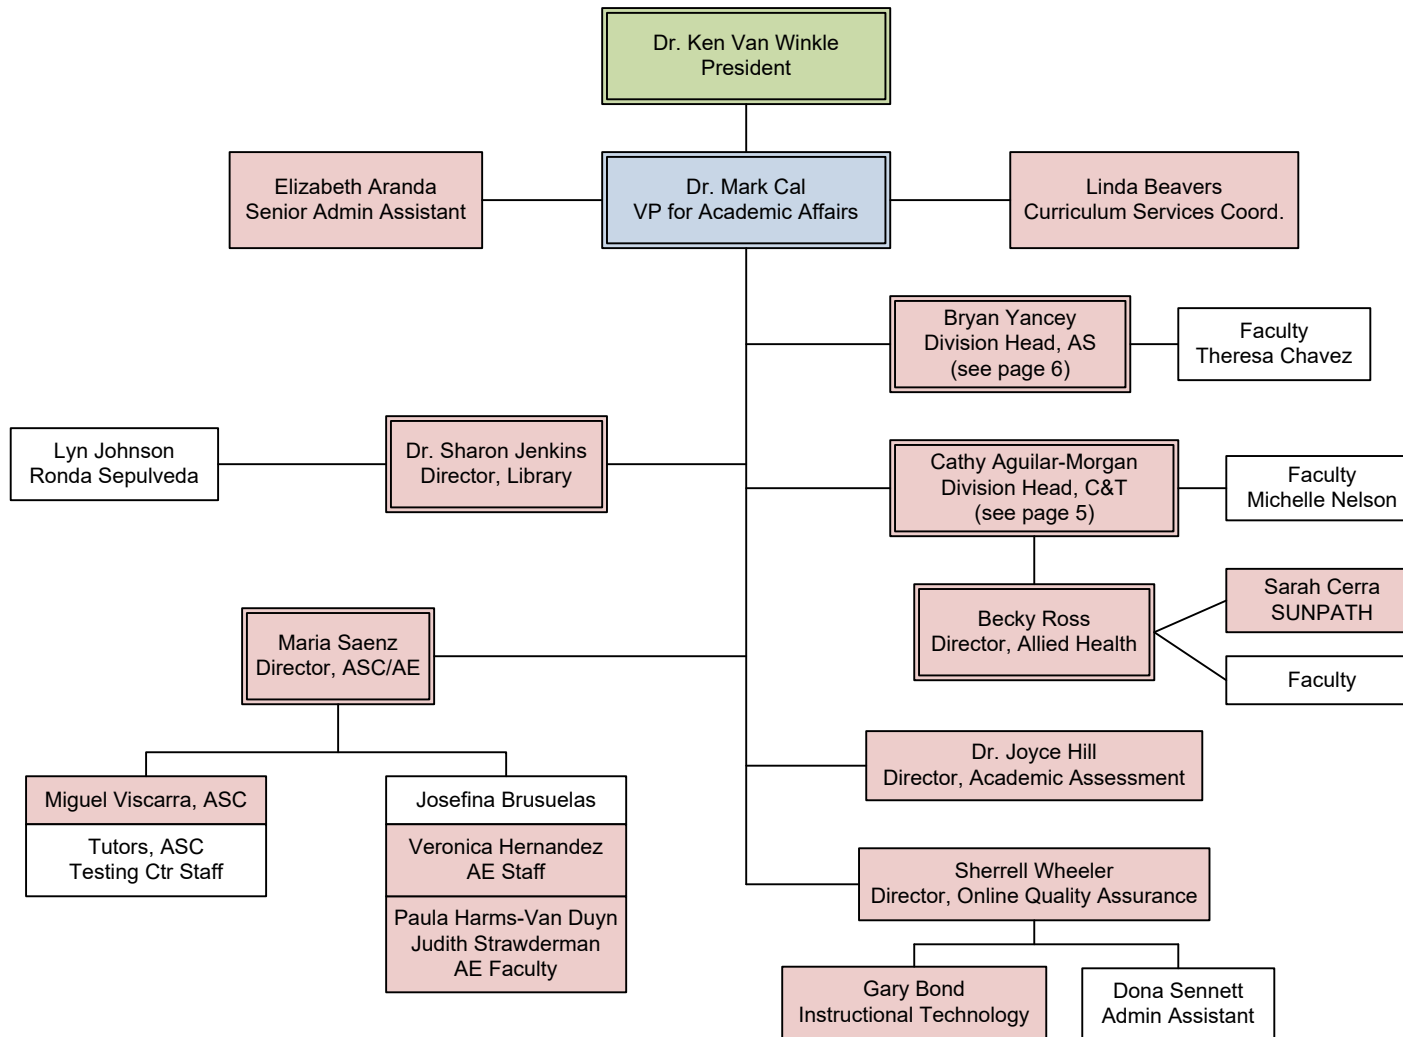 Dr. Ken Van Winkle
President
Elizabeth Aranda
Senior Admin Assistant
Dr. Mark Cal
VP for Academic Affairs
Linda Beavers
Curriculum Services Coord.
Bryan Yancey
Division Head, AS
(see page 6)
Faculty
Theresa Chavez
Lyn Johnson
Ronda Sepulveda
Dr. Sharon Jenkins
Director, Library
Cathy Aguilar-Morgan
Division Head, C&T
(see page 5)
Faculty
Michelle Nelson
Becky Ross
Director, Allied Health
Sarah Cerra
SUNPATH
Faculty
Maria Saenz
Director, ASC/AE
Miguel Viscarra, ASC
Tutors, ASC
Testing Ctr Staff
Josefina Brusuelas
Veronica Hernandez
AE Staff
Paula Harms-Van Duyn
Judith Strawderman
AE Faculty
Dr. Joyce Hill
Director, Academic Assessment
Sherrell Wheeler
Director, Online Quality Assurance
Gary Bond
Instructional Technology
Dona Sennett
Admin Assistant